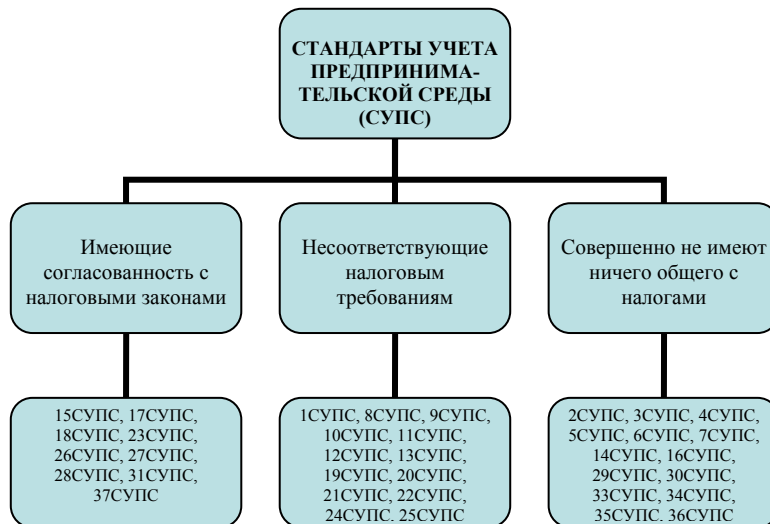 СТАНДАРТЫ УЧЕТА
ПРЕДПРИНИМА-
ТЕЛЬСКОЙ СРЕДЫ
(СУПС)
Имеющие
согласованность с
налоговыми законами
Несоответствующие
налоговым
требованиям
Совершенно не имеют
ничего общего с
налогами
15СУПС, 17СУПС,
18СУПС, 23СУПС,
26СУПС, 27СУПС,
28СУПС, 31СУПС,
37СУПС
1СУПС, 8СУПС, 9СУПС,
10СУПС, 11СУПС,
12СУПС, 13СУПС,
19СУПС, 20СУПС,
21СУПС, 22СУПС,
24СУПС, 25СУПС
2СУПС, 3СУПС, 4СУПС,
5СУПС, 6СУПС, 7СУПС,
14СУПС, 16СУПС,
29СУПС, 30СУПС,
33СУПС, 34СУПС,
35СУПС, 36СУПС